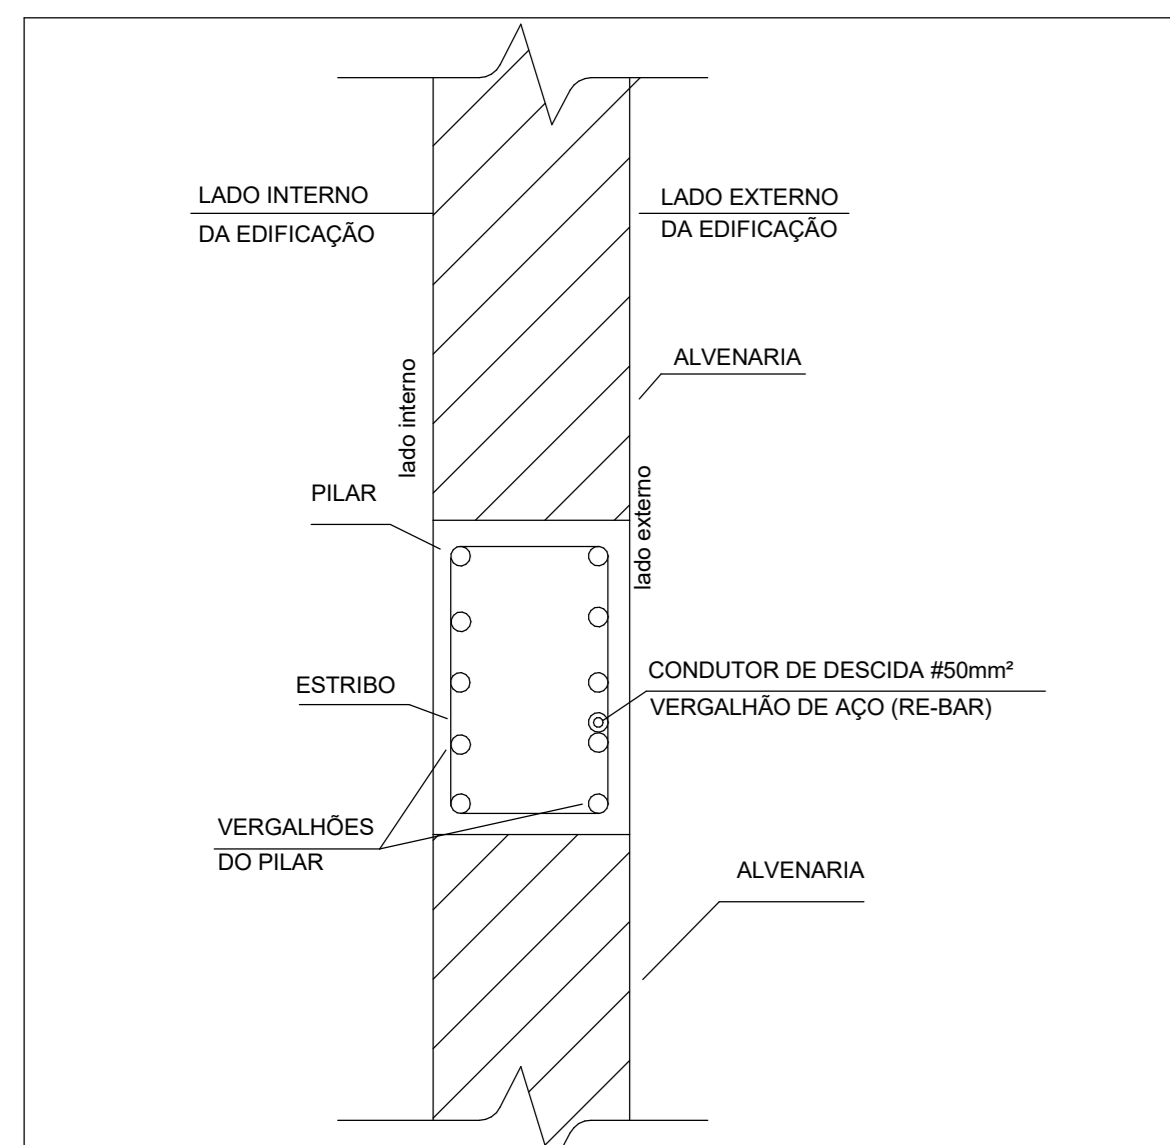 LADO INTERNO
DA EDIFICAÇÃO
LADO EXTERNO
DA EDIFICAÇÃO
ALVENARIA
lado interno
lado externo
PILAR
ESTRIBO
CONDUTOR DE DESCIDA #50mm²
VERGALHÃO DE AÇO (RE-BAR)
VERGALHÕES
DO PILAR
ALVENARIA